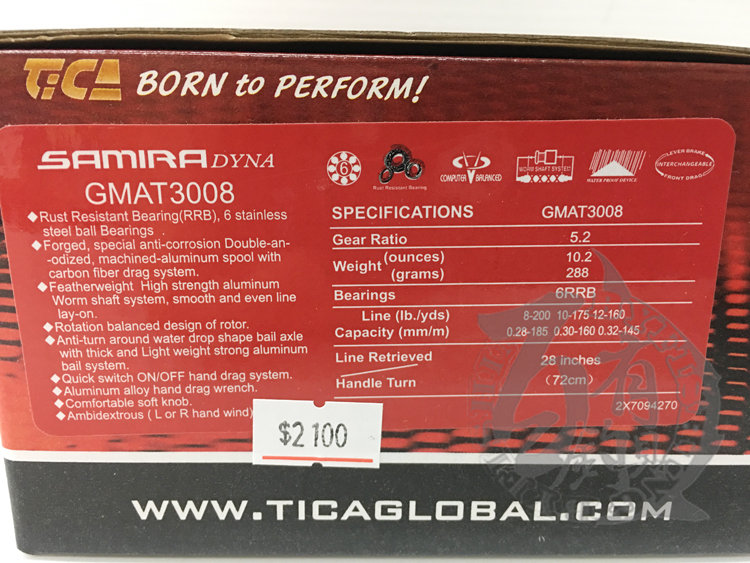 TiCA BORN to PERFORM!
SAMIRA DYNA
GMAT3008
◆Rust Resistant Bearing(RRB), 6 stainless
steel ball Bearings .
◆Forged, special anti-corrosion Double-an-
-odized, machined-aluminum spool with
carbon fiber drag system.
◆Featherweight High strength aluminum
Worm shaft system, smooth and even line
lay-on.
◆Rotation balanced design of rotor.
◆Anti-turn around water drop shape bail axle
with thick and Light weight strong aluminum
bail system.
◆Quick switch ON/OFF hand drag system.
◆Aluminum alloy hand drag wrench.
◆Comfortable soft knob.
◆Ambidextrous ( L or R hand wind)
6
Rust Resistant Bearing
COMPUTER BALANCED
WORM SHAFT SYSTEM
WATER PROOF DEVICE
LEVER BRAKE
INTERCHANGEABLE
FRONT DRAG
SPECIFICATIONS GMAT3008
Gear Ratio 5.2
Weight (ounces) 10.2
(grams) 288
Bearings 6RRB
Line (lb./yds) 8-200 10-175 12-160
Capacity (mm/m) 0.28-185 0.30-160 0.32-145
Line Retrieved 28 inches
Handle Turn (72cm)
2X7094270
$2100
WWW.TICAGLOBAL.COM